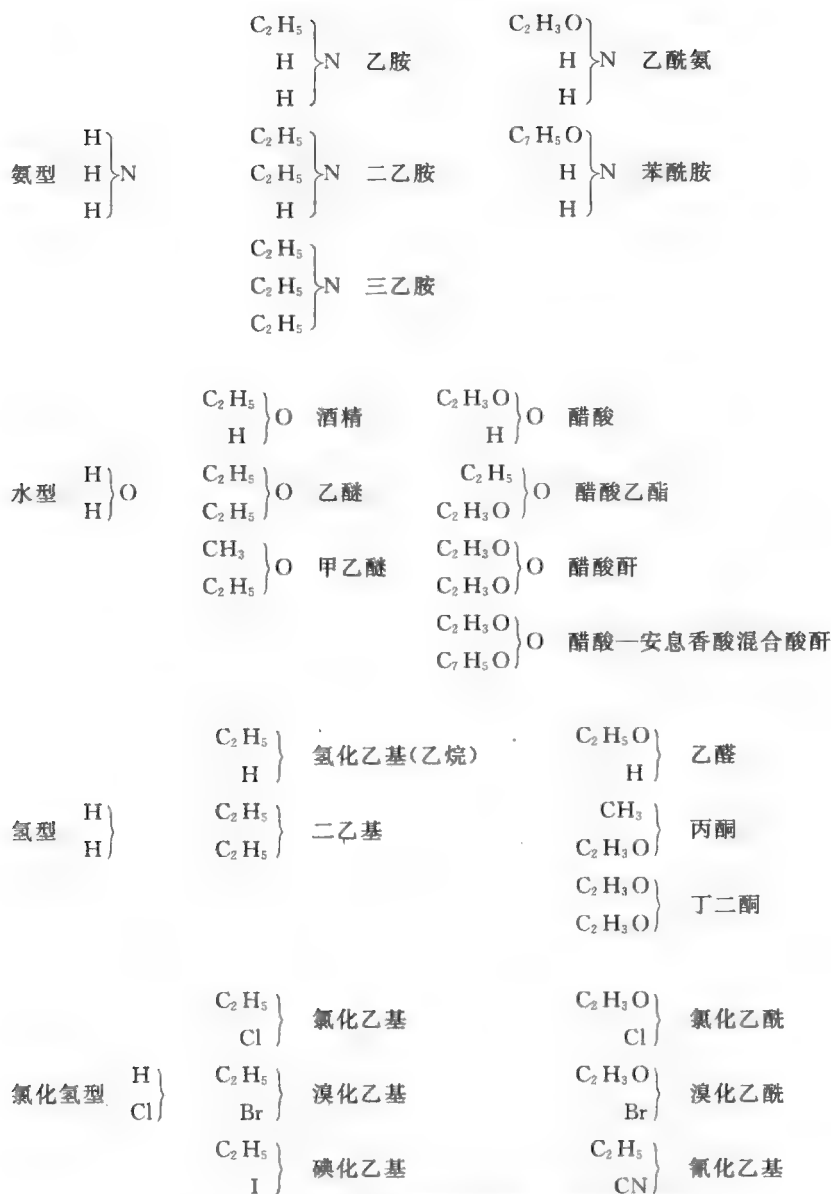 C₂H₅ C₂H₃O
H N 乙胺 H N 乙酰氨
H H
H C₂H₅ C₇H₅O
氨型 H N C₂H₅ N 二乙胺 H N 苯酰胺
H H H
C₂H₅
C₂H₅ N 三乙胺
C₂H₅
C₂H₅ C₂H₃O
H O 酒精 H O 醋酸
水型 H C₂H₅ C₂H₅
H O C₂H₅ O 乙醚 C₂H₃O O 醋酸乙酯
CH₃ C₂H₃O
C₂H₅ O 甲乙醚 C₂H₃O O 醋酸酐
C₂H₃O
C₇H₅O O 醋酸—安息香酸混合酸酐
C₂H₅ C₂H₅O
H 氢化乙基(乙烷) H 乙醛
氢型 H C₂H₅ CH₃
H C₂H₅ 二乙基 C₂H₃O 丙酮
C₂H₃O
C₂H₃O 丁二酮
C₂H₅ C₂H₃O
Cl 氯化乙基 Cl 氯化乙酰
氯化氢型 H C₂H₅ C₂H₃O
Cl Br 溴化乙基 Br 溴化乙酰
C₂H₅ C₂H₅
I 碘化乙基 CN 氰化乙基